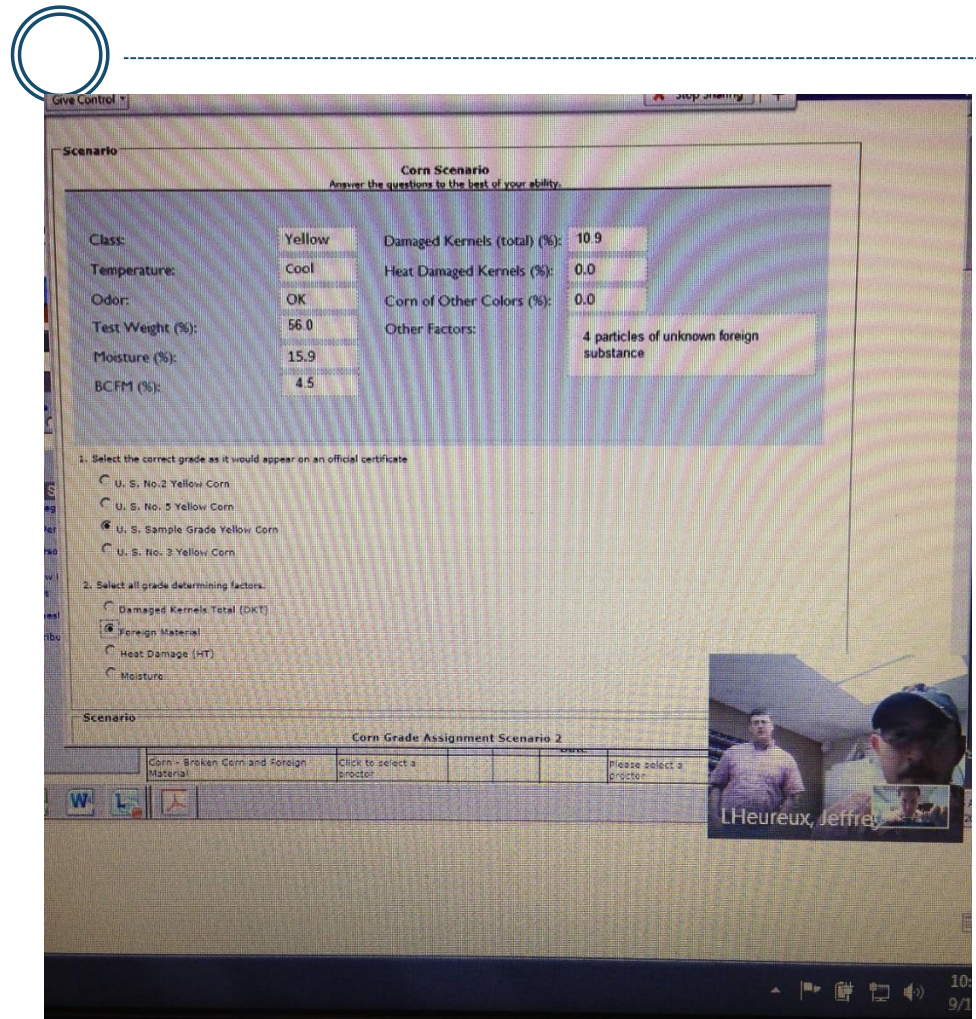 Give Control
Stop Sharing
Scenario
Corn Scenario
Answer the questions to the best of your ability.
Class: Yellow
Temperature: Cool
Odor: OK
Test Weight (%): 56.0
Moisture (%): 15.9
BCFM (%): 4.5
Damaged Kernels (total) (%): 10.9
Heat Damaged Kernels (%): 0.0
Corn of Other Colors (%): 0.0
Other Factors: 4 particles of unknown foreign
substance
1. Select the correct grade as it would appear on an official certificate
U. S. No.2 Yellow Corn
U. S. No. 5 Yellow Corn
U. S. Sample Grade Yellow Corn
U. S. No. 3 Yellow Corn
2. Select all grade determining factors.
Damaged Kernels Total (DKT)
Foreign Material
Heat Damage (HT)
Moisture
Scenario
Corn Grade Assignment Scenario 2
Corn - Broken Corn and Foreign
Material
Click to select a
proctor
Please select a
proctor
W
L
LHeureux, Jeffre
10:
9/1